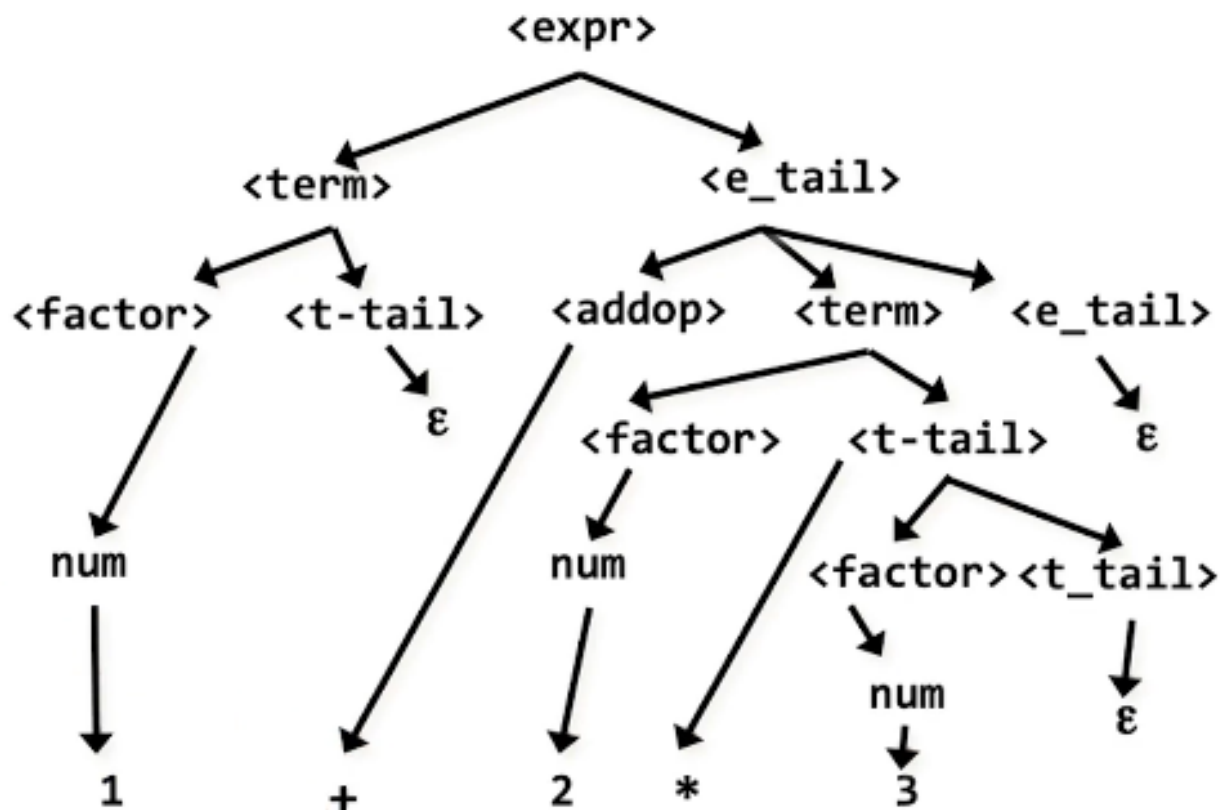 <expr>
<term> <e_tail>
<factor> <t-tail> <addop> <term> <e_tail>
ε <factor> <t-tail> ε
num num <factor> <t_tail>
num ε
1 + 2 * 3